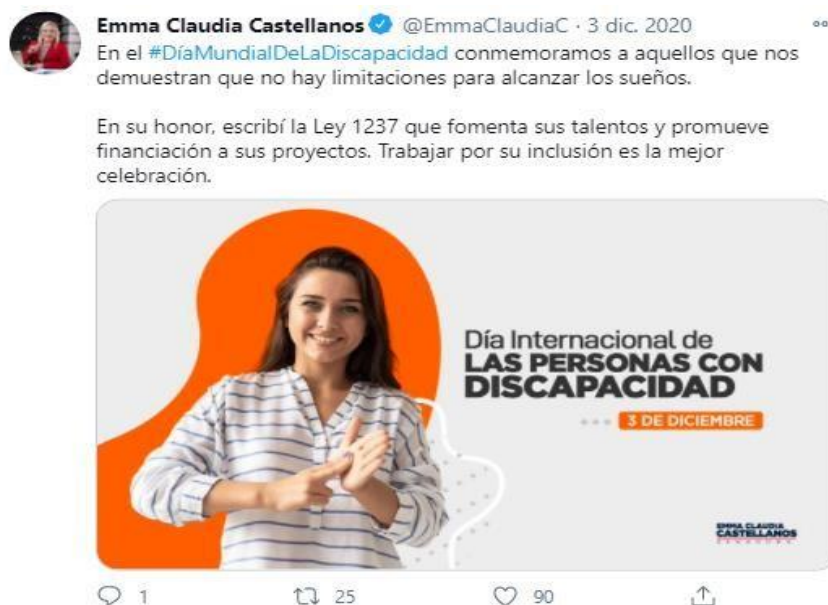 Emma Claudia Castellanos @EmmaClaudiaC · 3 dic. 2020
En el #DíaMundialDeLaDiscapacidad conmemoramos a aquellos que nos
demuestran que no hay limitaciones para alcanzar los sueños.
En su honor, escribí la Ley 1237 que fomenta sus talentos y promueve
financiación a sus proyectos. Trabajar por su inclusión es la mejor
celebración.
Día Internacional de
LAS PERSONAS CON
DISCAPACIDAD
3 DE DICIEMBRE
EMMA CLAUDIA
CASTELLANOS
SENADORA
1 25 90